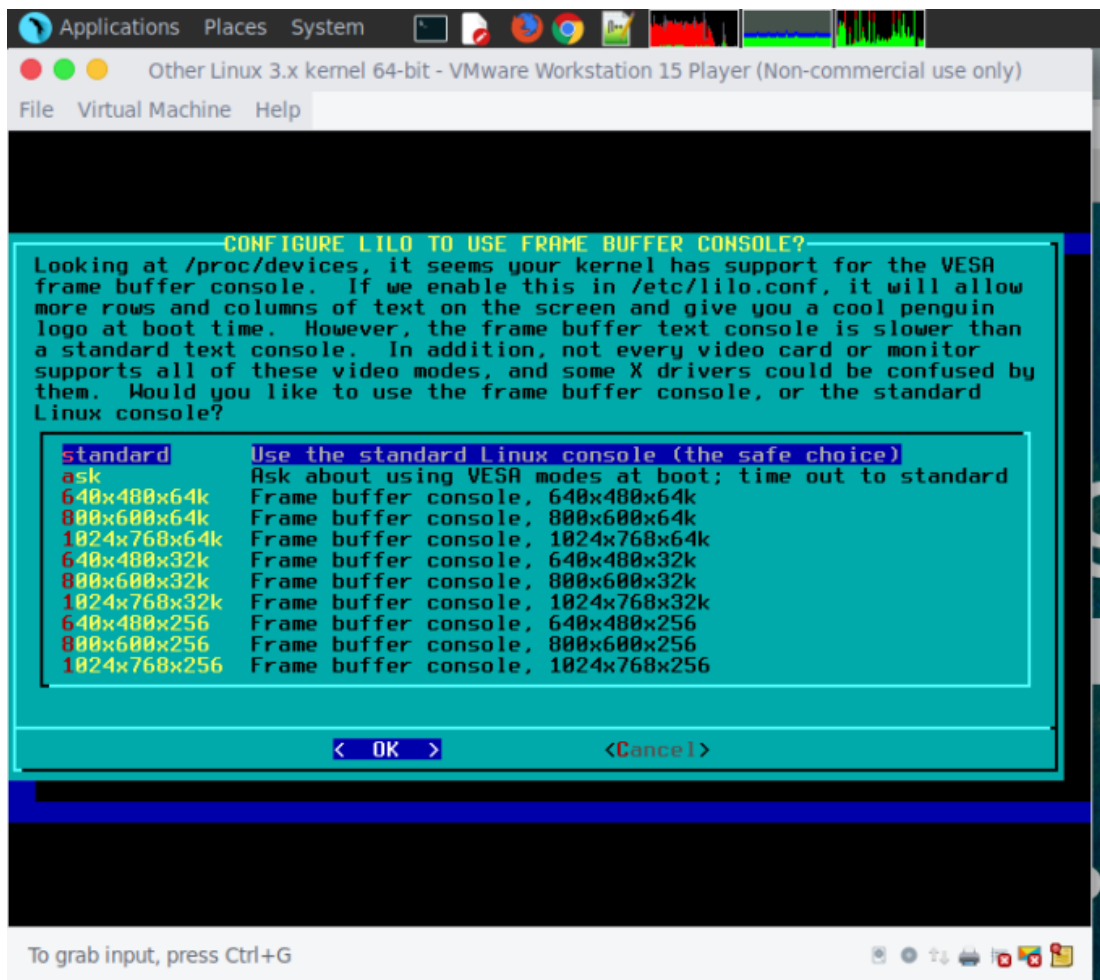 Applications Places System
Other Linux 3.x kernel 64-bit - VMware Workstation 15 Player (Non-commercial use only)
File Virtual Machine Help
CONFIGURE LILO TO USE FRAME BUFFER CONSOLE?
Looking at /proc/devices, it seems your kernel has support for the VESA
frame buffer console. If we enable this in /etc/lilo.conf, it will allow
more rows and columns of text on the screen and give you a cool penguin
logo at boot time. However, the frame buffer text console is slower than
a standard text console. In addition, not every video card or monitor
supports all of these video modes, and some X drivers could be confused by
them. Would you like to use the frame buffer console, or the standard
Linux console?
standard Use the standard Linux console (the safe choice)
ask Ask about using VESA modes at boot; time out to standard
640x480x64k Frame buffer console, 640x480x64k
800x600x64k Frame buffer console, 800x600x64k
1024x768x64k Frame buffer console, 1024x768x64k
640x480x32k Frame buffer console, 640x480x32k
800x600x32k Frame buffer console, 800x600x32k
1024x768x32k Frame buffer console, 1024x768x32k
640x480x256 Frame buffer console, 640x480x256
800x600x256 Frame buffer console, 800x600x256
1024x768x256 Frame buffer console, 1024x768x256
< OK > <Cancel>
To grab input, press Ctrl+G